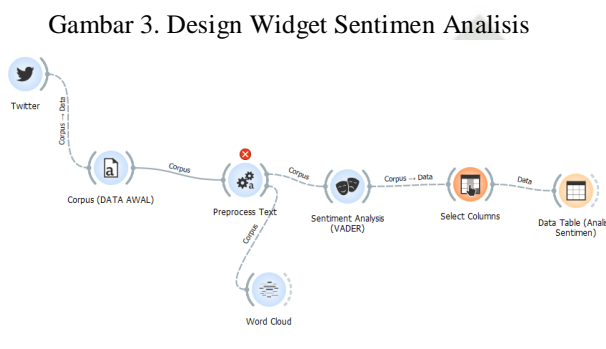 Gambar 3. Design Widget Sentimen Analisis
Twitter
Corpus → Data
Corpus (DATA AWAL)
Corpus
Preprocess Text
Corpus
Corpus
Sentiment Analysis
(VADER)
Corpus → Data
Select Columns
Data
Data Table (Anali
Sentimen)
Word Cloud